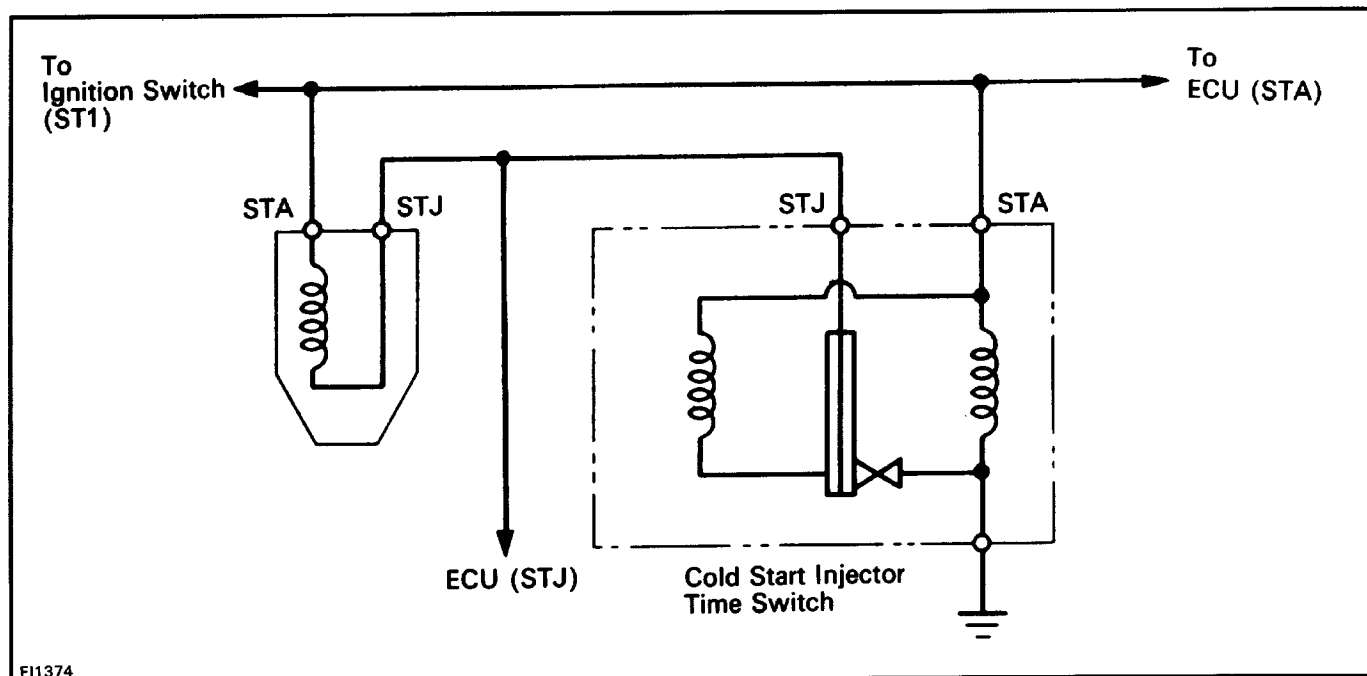 To
Ignition Switch
(ST1)
To
ECU (STA)
STA
STJ
STJ
STA
ECU (STJ)
Cold Start Injector
Time Switch
FI1374